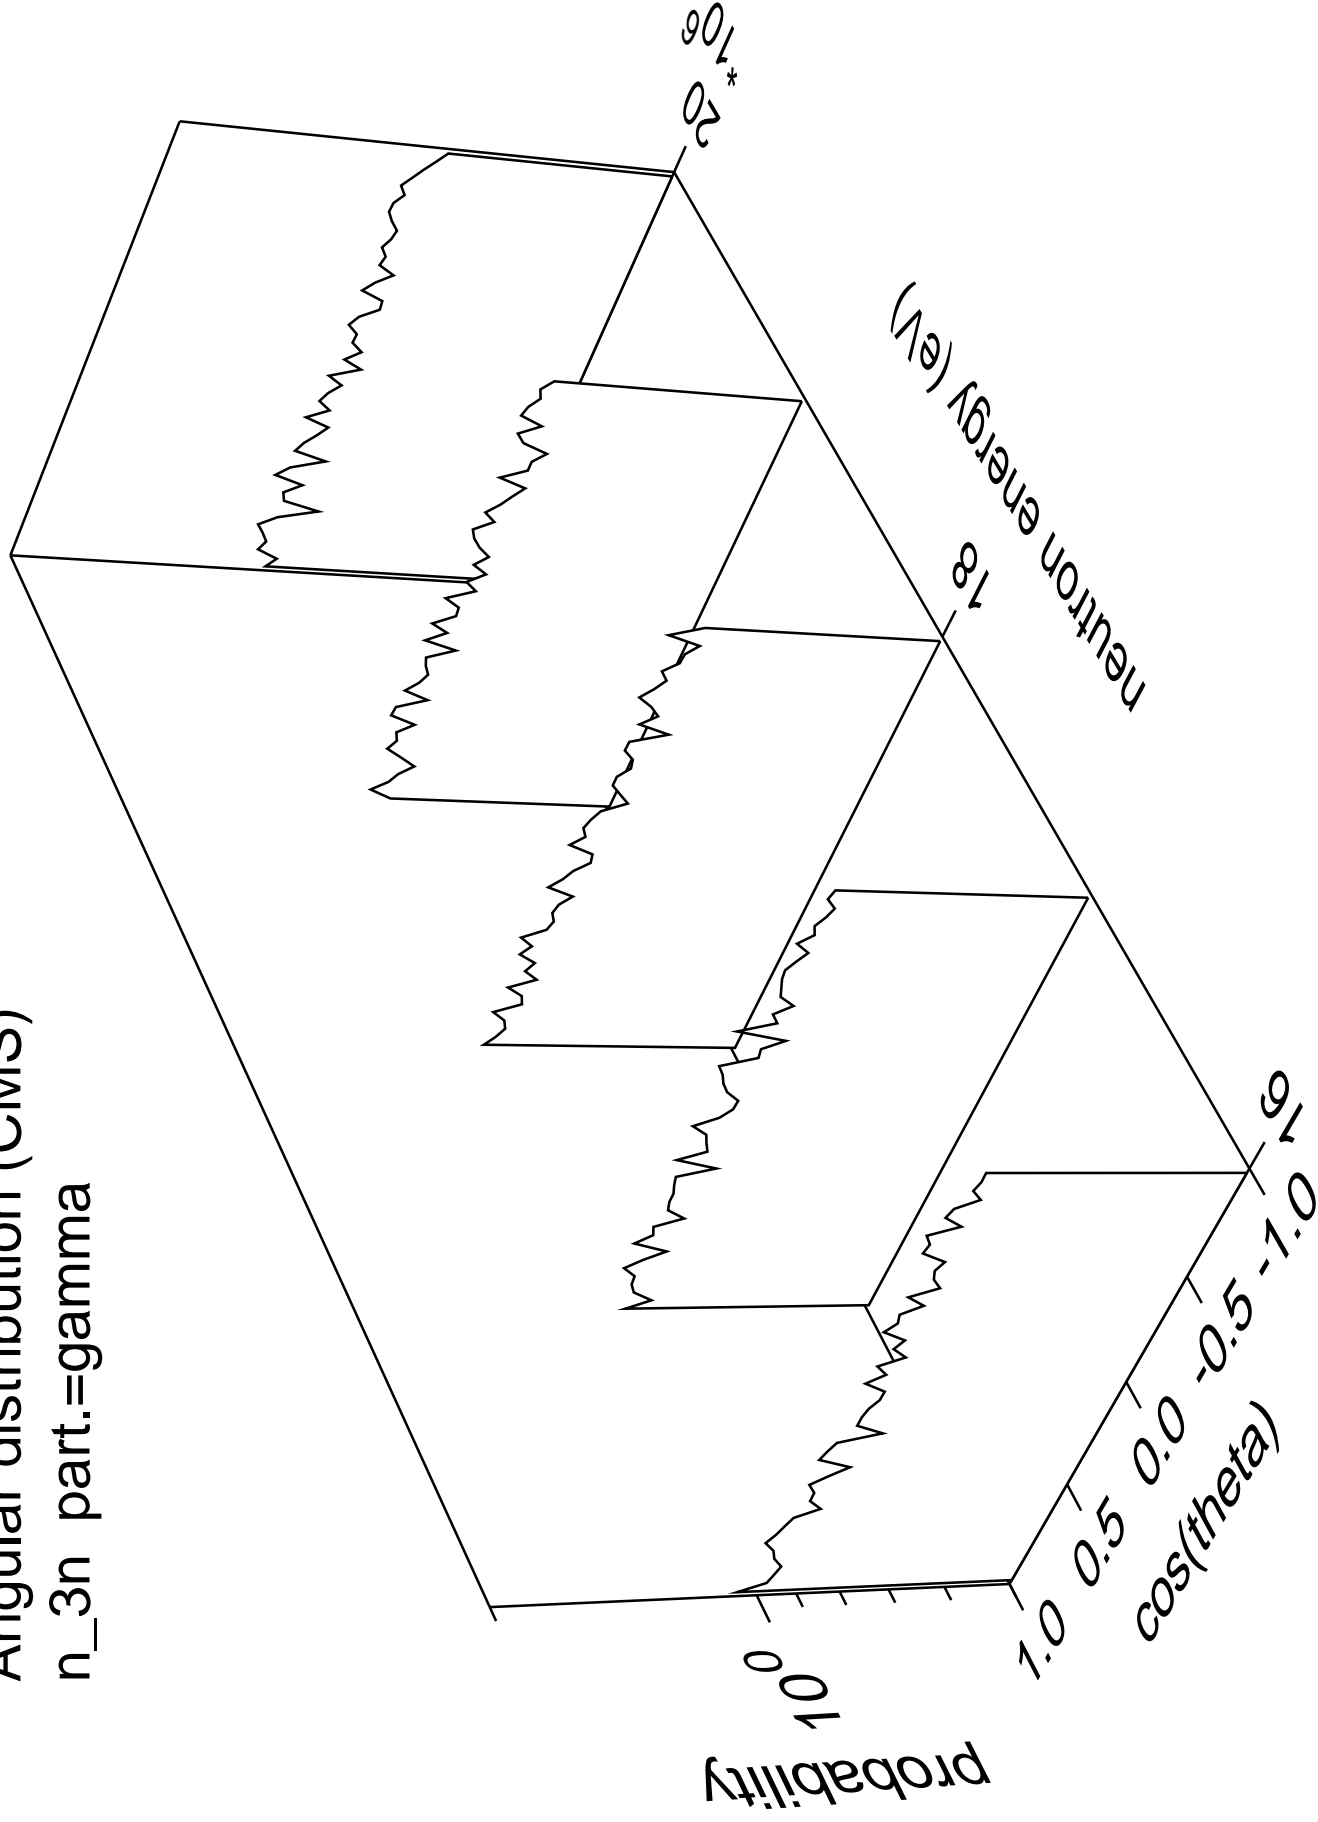 Angular distribution (CMS)
n_3n part.=gamma
probability
10 0
1.0 0.5 0.0 -0.5 -1.0
cos(theta)
16 18 20
* 10 6
neutron energy (eV)